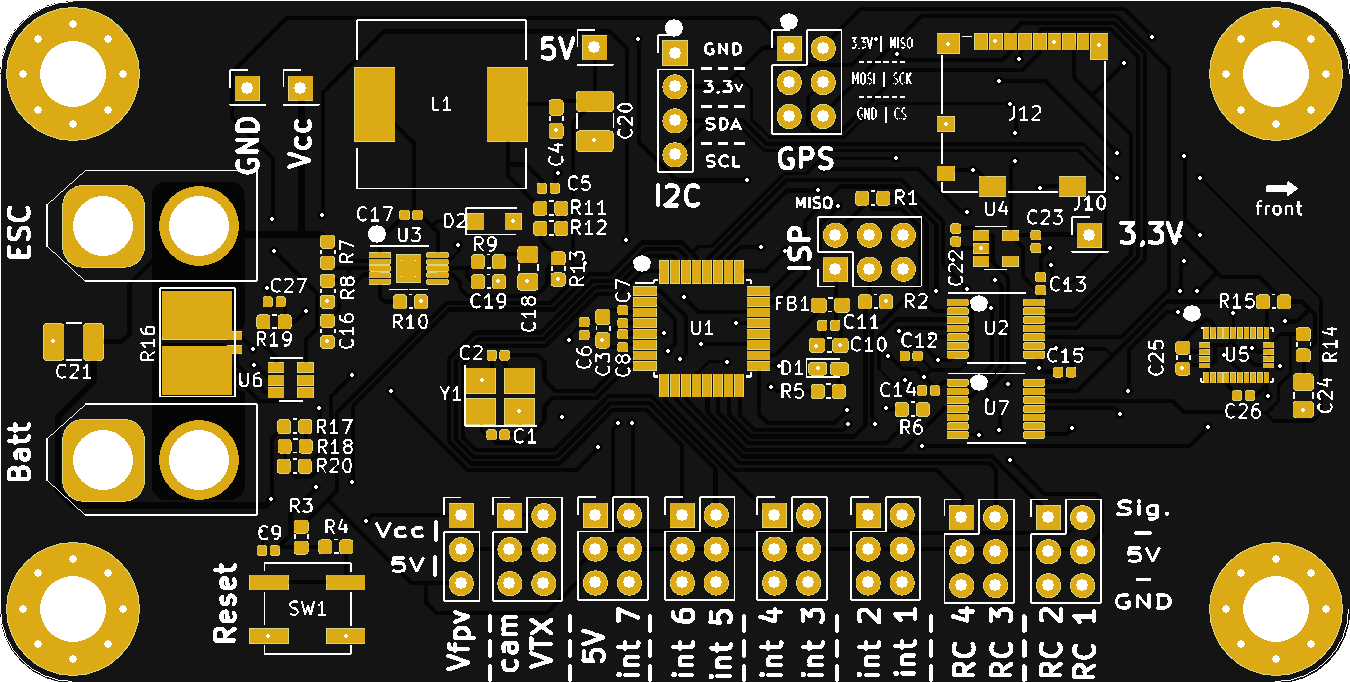 5V
GND
3.3v
SDA
SCL
I2C
3.3V | MISO
MOSI | SCK
GND | CS
GPS
J12
J10
GND
Vcc
L1
C4
C20
C5
R11
R12
C17
U3
D2
R9
C19
C18
R13
R10
ESC
R7
R8
C16
C27
R19
R16
C21
U6
Batt
R17
R18
R20
MISO.
R1
ISP
U4
C23
C22
3.3V
C13
front
FB1
R2
C11
C10
C12
D1
R5
C14
R6
U2
C15
U7
C7
C6
C3
C8
U1
C2
Y1
C1
R15
R14
C25
U5
C24
C26
R3
R4
C9
Reset
SW1
Vcc |
5V |
Vfpv
cam
VTX
5V
int 7
int 6
int 5
int 4
int 3
int 2
int 1
RC 4
RC 3
RC 2
RC 1
Sig.
5V
GND